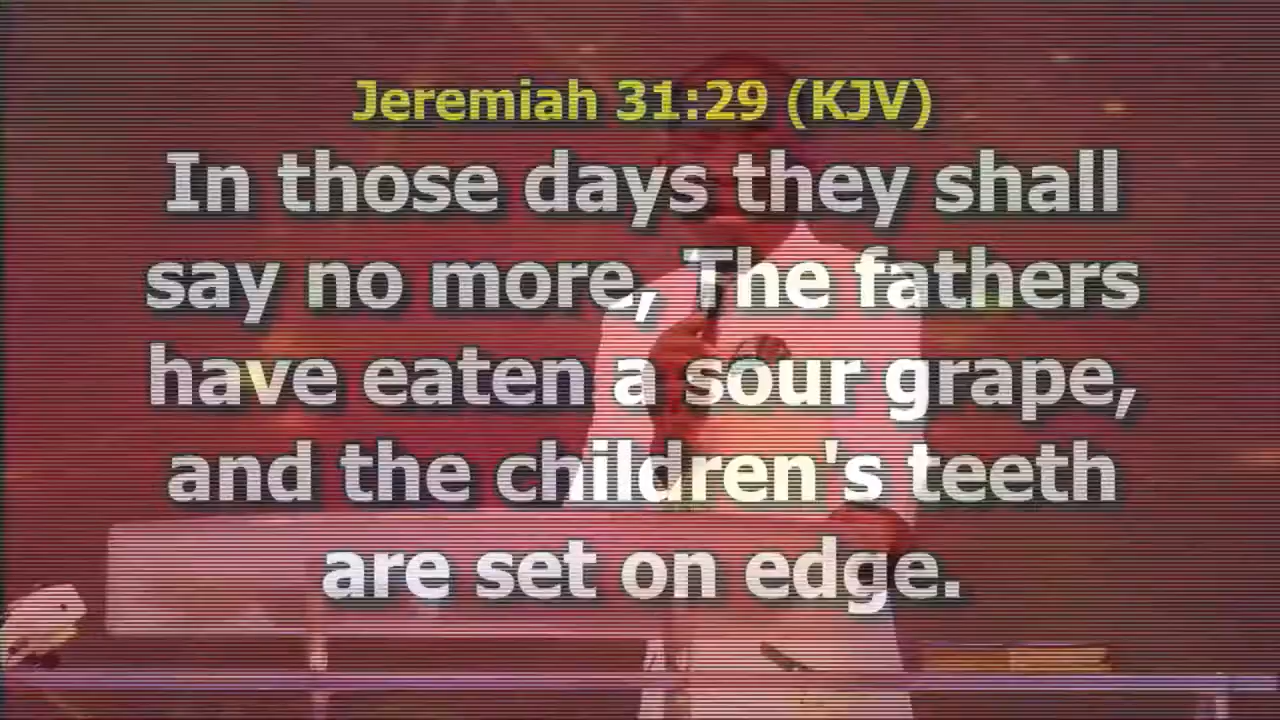 Jeremiah 31:29 (KJV)
In those days they shall
say no more, The fathers
have eaten a sour grape,
and the children's teeth
are set on edge.